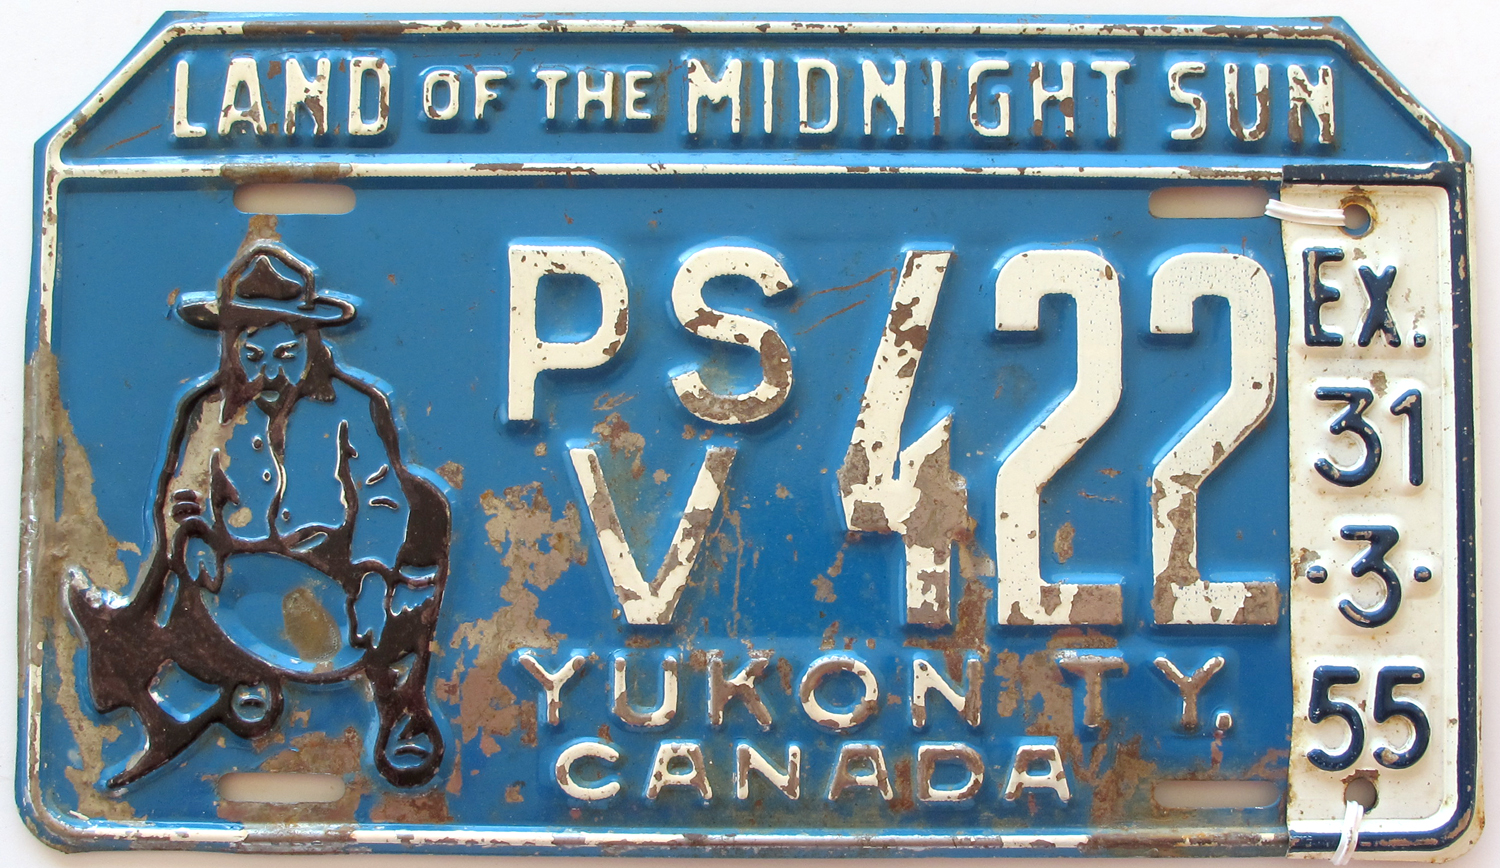 LAND OF THE MIDNIGHT SUN
PS
V
422
YUKON TY.
CANADA
EX.
31
·3·
55